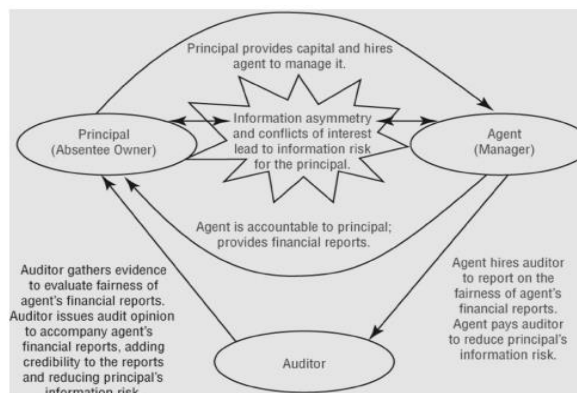 Principal provides capital and hires
agent to manage it.
Principal
(Absentee Owner)
Information asymmetry
and conflicts of interest
lead to information risk
for the principal.
Agent
(Manager)
Agent is accountable to principal;
provides financial reports.
Auditor gathers evidence
to evaluate fairness of
agent's financial reports.
Auditor issues audit opinion
to accompany agent's
financial reports, adding
credibility to the reports
and reducing principal's
information risk
Agent hires auditor
to report on the
fairness of agent's
financial reports.
Agent pays auditor
to reduce principal's
information risk.
Auditor